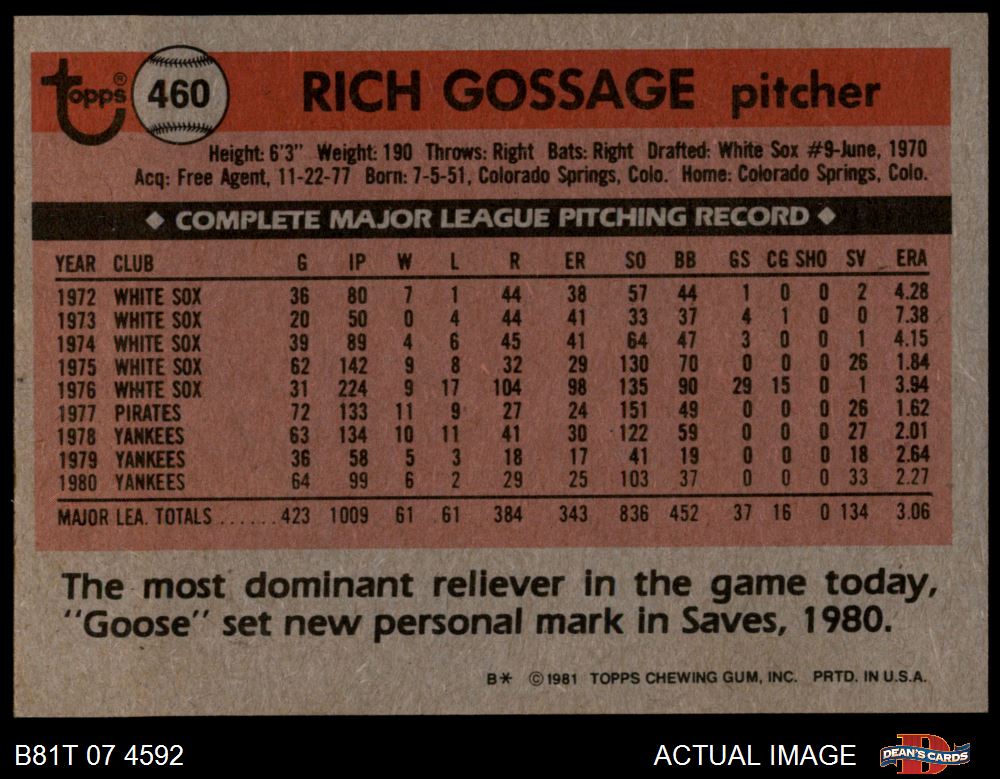 Topps® 460 RICH GOSSAGE pitcher
Height: 6'3" Weight: 190 Throws: Right Bats: Right Drafted: White Sox #9-June, 1970
Acq: Free Agent, 11-22-77 Born: 7-5-51, Colorado Springs, Colo. Home: Colorado Springs, Colo.
◆ COMPLETE MAJOR LEAGUE PITCHING RECORD ◆
YEAR CLUB G IP W L R ER SO BB GS CG SHO SV ERA
1972 WHITE SOX 36 80 7 1 44 38 57 44 1 0 0 2 4.28
1973 WHITE SOX 20 50 0 4 44 41 33 37 4 1 0 0 7.38
1974 WHITE SOX 39 89 4 6 45 41 64 47 3 0 0 1 4.15
1975 WHITE SOX 62 142 9 8 32 29 130 70 0 0 0 26 1.84
1976 WHITE SOX 31 224 9 17 104 98 135 90 29 15 0 1 3.94
1977 PIRATES 72 133 11 9 27 24 151 49 0 0 0 26 1.62
1978 YANKEES 63 134 10 11 41 30 122 59 0 0 0 27 2.01
1979 YANKEES 36 58 5 3 18 17 41 19 0 0 0 18 2.64
1980 YANKEES 64 99 6 2 29 25 103 37 0 0 0 33 2.27
MAJOR LEA. TOTALS ...... 423 1009 61 61 384 343 836 452 37 16 0 134 3.06
The most dominant reliever in the game today,
"Goose" set new personal mark in Saves, 1980.
B* ©1981 TOPPS CHEWING GUM, INC. PRTD. IN U.S.A.
B81T 07 4592 ACTUAL IMAGE DEAN'S CARDS